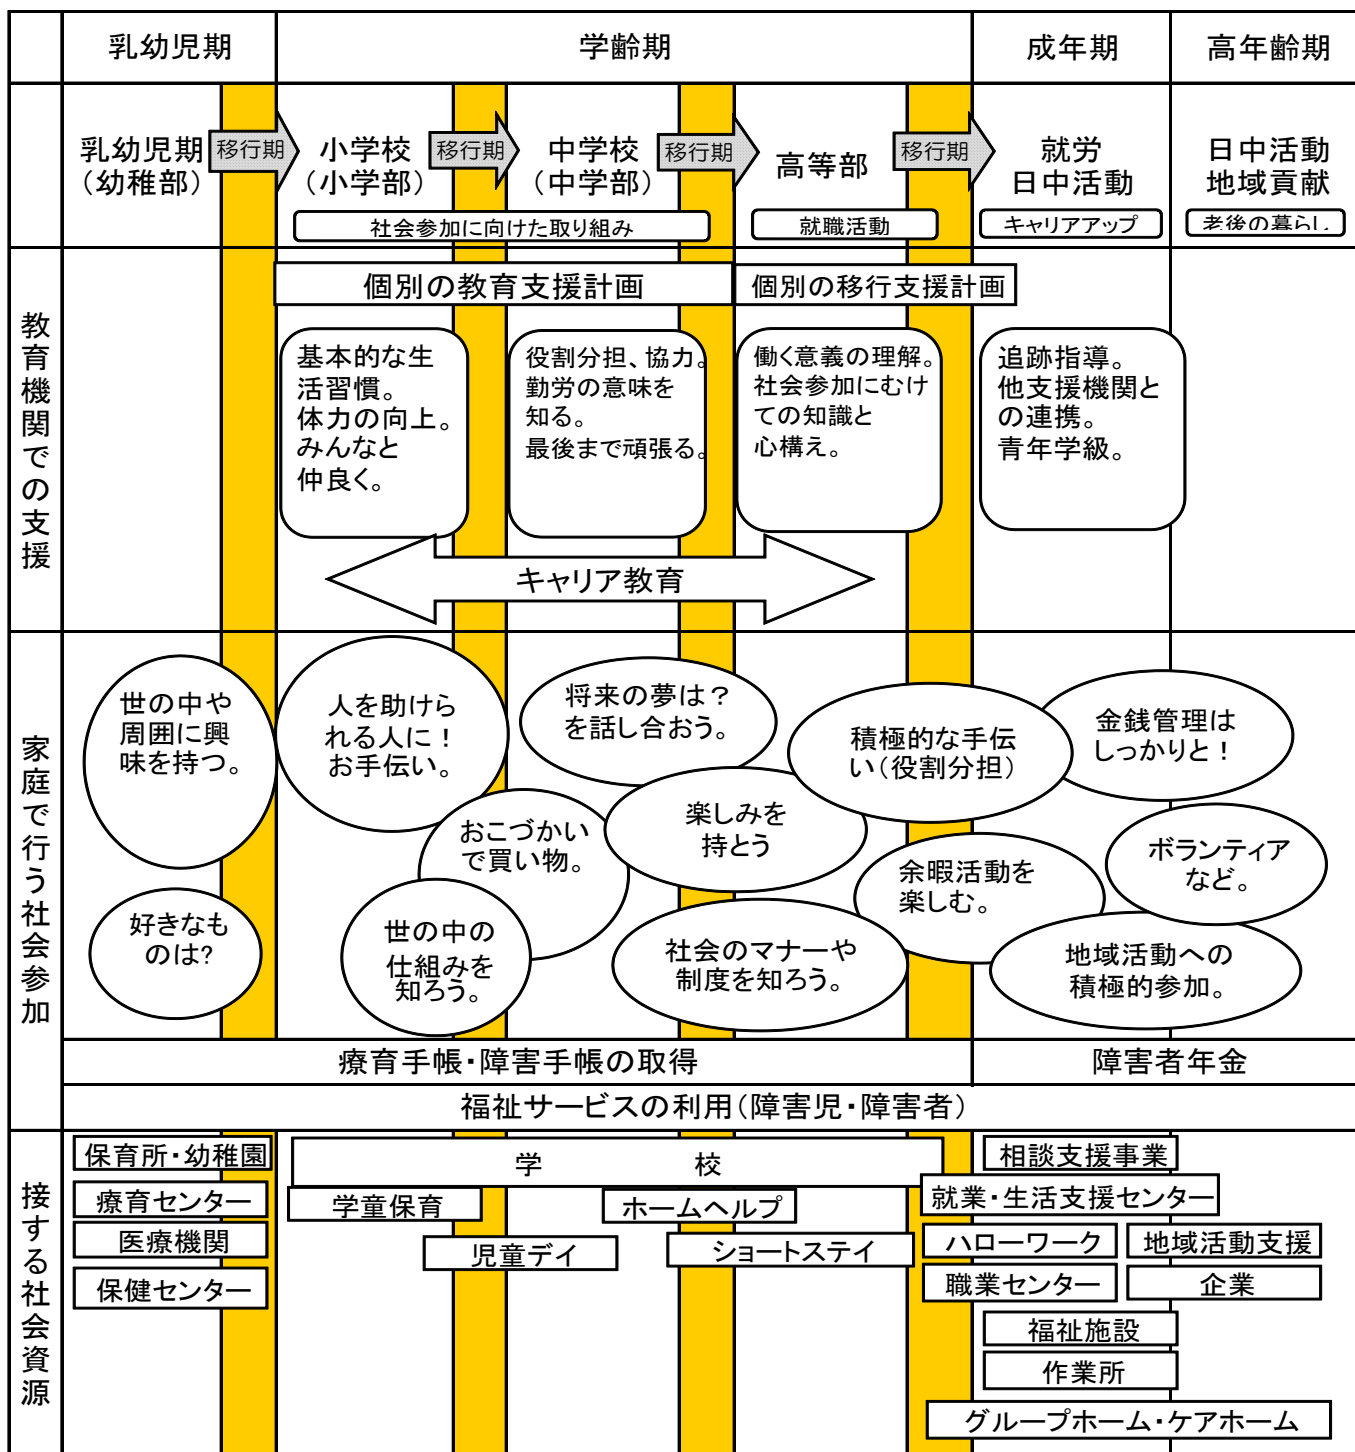 乳幼児期
学齢期
成年期
高年齢期
乳幼児期
(幼稚部)
移行期
小学校
(小学部)
移行期
中学校
(中学部)
移行期
高等部
移行期
就労
日中活動
日中活動
地域貢献
社会参加に向けた取り組み
就職活動
キャリアアップ
老後の暮らし
教育機関での支援
個別の教育支援計画
個別の移行支援計画
基本的な生
活習慣。
体力の向上。
みんなと
仲良く。
役割分担、協力。
勤労の意味を
知る。
最後まで頑張る。
働く意義の理解。
社会参加にむけ
ての知識と
心構え。
追跡指導。
他支援機関と
の連携。
青年学級。
キャリア教育
家庭で行う社会参加
世の中や
周囲に興
味を持つ。
好きなも
のは?
人を助けら
れる人に!
お手伝い。
おこづかい
で買い物。
世の中の
仕組みを
知ろう。
将来の夢は?
を話し合おう。
楽しみを
持とう
社会のマナーや
制度を知ろう。
積極的な手伝
い(役割分担)
余暇活動を
楽しむ。
金銭管理は
しっかりと!
ボランティア
など。
地域活動への
積極的参加。
療育手帳・障害手帳の取得
障害者年金
福祉サービスの利用(障害児・障害者)
接する社会資源
保育所・幼稚園
療育センター
医療機関
保健センター
学 校
学童保育
ホームヘルプ
児童デイ
ショートステイ
相談支援事業
就業・生活支援センター
ハローワーク
地域活動支援
職業センター
企業
福祉施設
作業所
グループホーム・ケアホーム